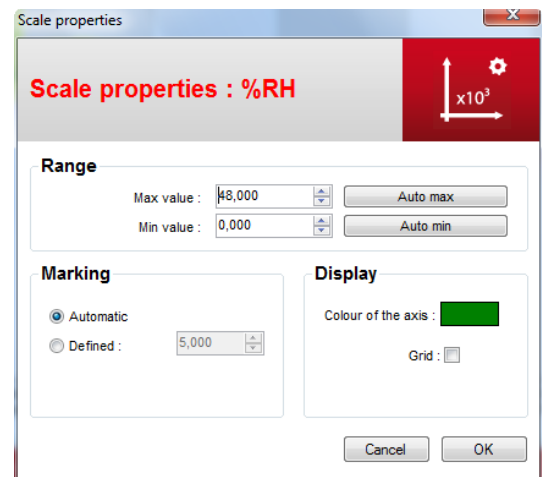 Scale properties
Scale properties : %RH
x10³
Range
Max value : 48,000 Auto max
Min value : 0,000 Auto min
Marking
Automatic
Defined : 5,000
Display
Colour of the axis :
Grid :
Cancel OK